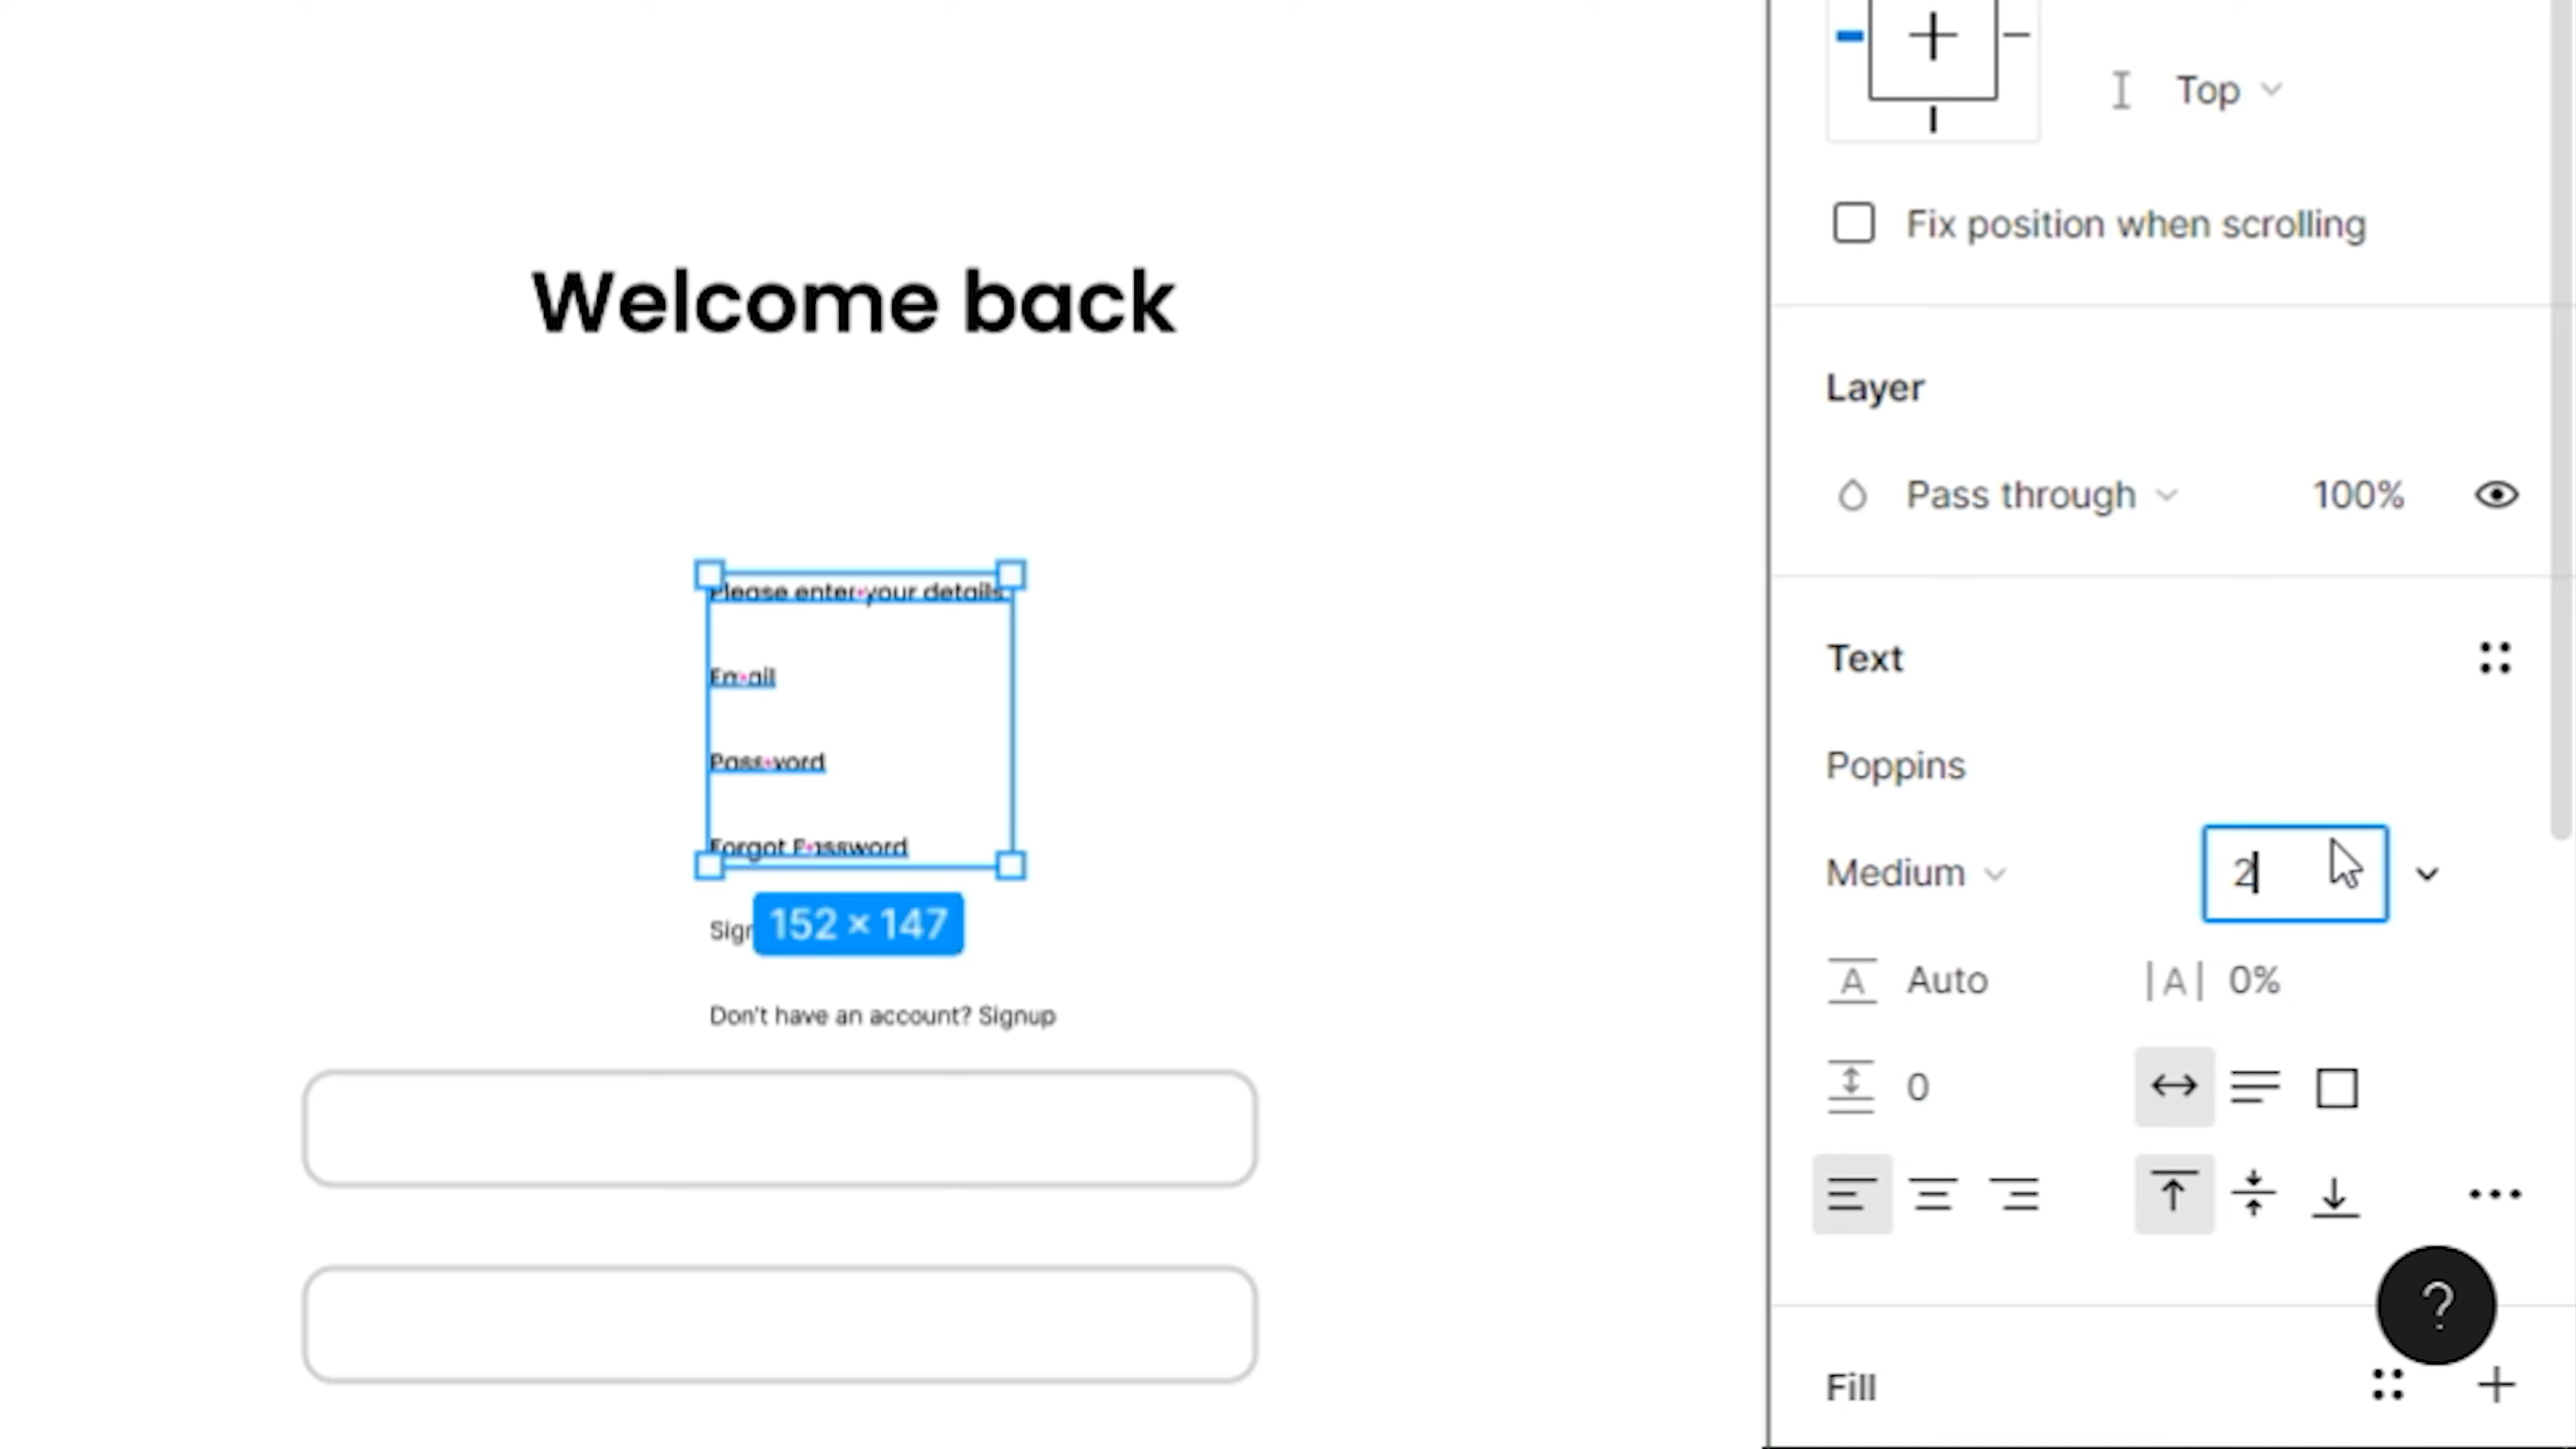 Top
Fix position when scrolling
Welcome back
Layer
Pass through 100%
Please enter your details
Email
Password
Forgot Password
152 × 147
Don't have an account? Signup
Text
Poppins
Medium 2
A Auto |A| 0%
0
?
Fill